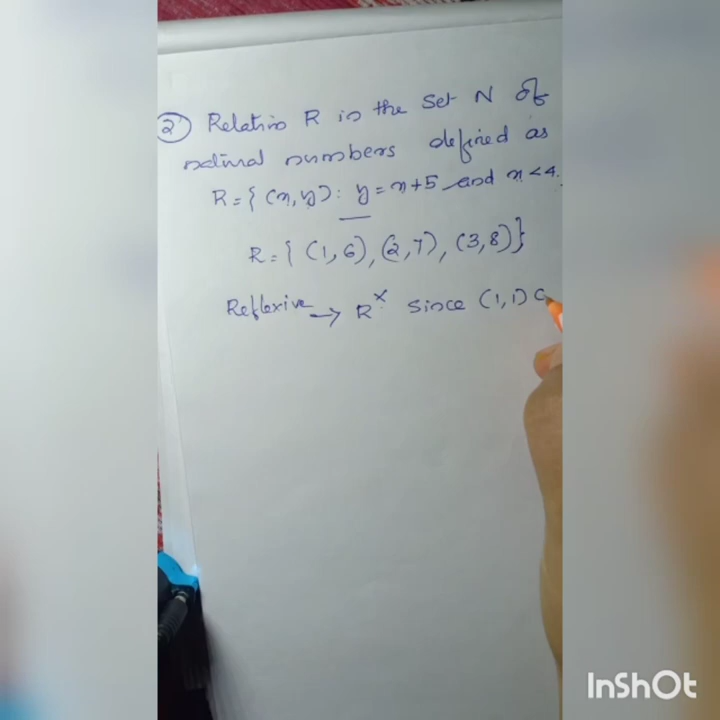 ② Relation R in the Set N of
natural numbers defined as
R = { (x, y) : y = x + 5 and x < 4.
R = { (1, 6), (2, 7), (3, 8) }
Reflexive → R × Since (1, 1)
InShOt